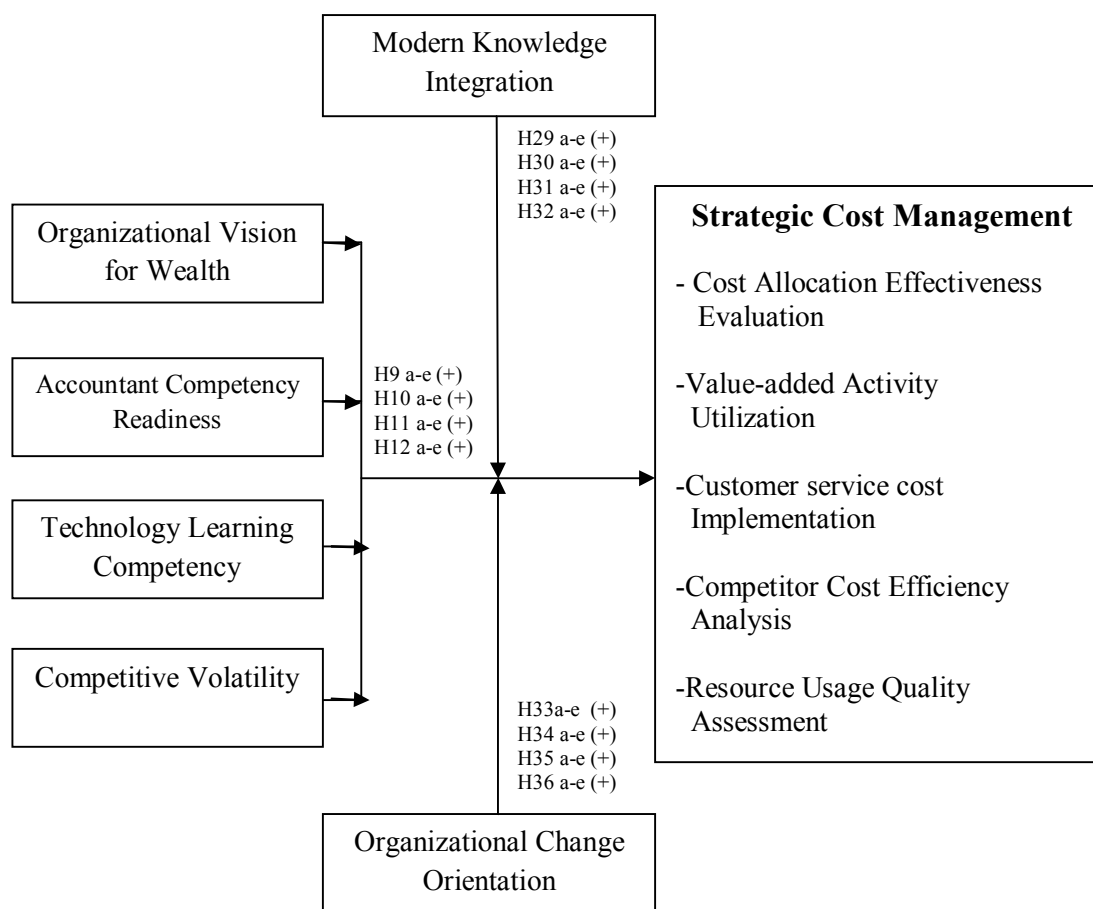 Modern Knowledge
Integration
H29 a-e (+)
H30 a-e (+)
H31 a-e (+)
H32 a-e (+)
Organizational Vision
for Wealth
Accountant Competency
Readiness
Technology Learning
Competency
Competitive Volatility
H9 a-e (+)
H10 a-e (+)
H11 a-e (+)
H12 a-e (+)
Strategic Cost Management
- Cost Allocation Effectiveness
Evaluation
-Value-added Activity
Utilization
-Customer service cost
Implementation
-Competitor Cost Efficiency
Analysis
-Resource Usage Quality
Assessment
H33a-e (+)
H34 a-e (+)
H35 a-e (+)
H36 a-e (+)
Organizational Change
Orientation